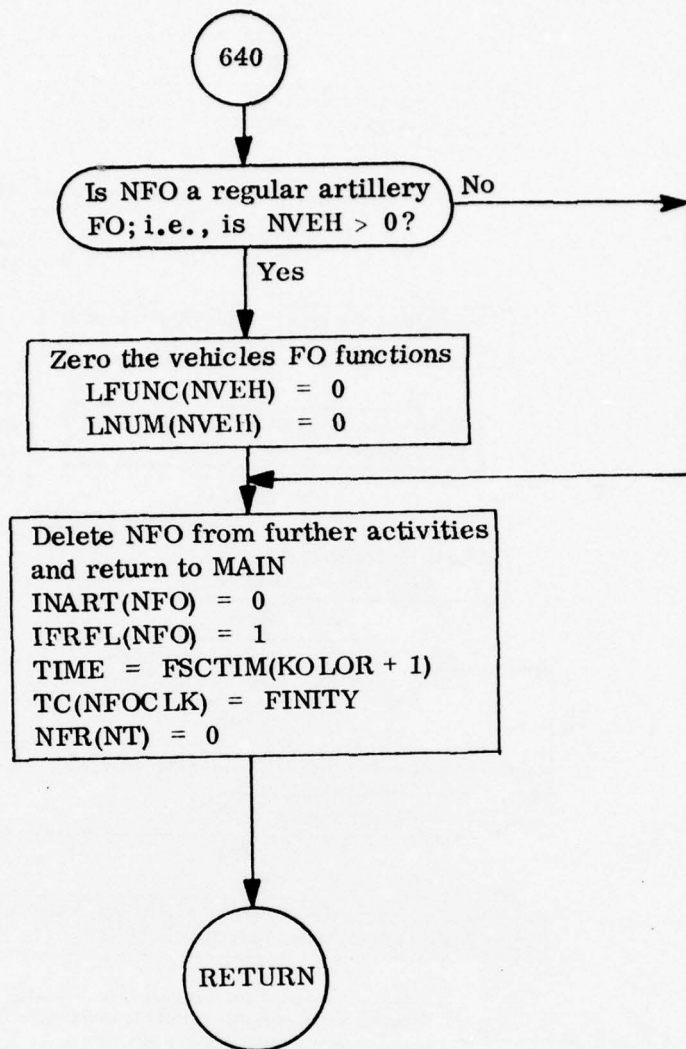 640
Is NFO a regular artillery
FO; i.e., is NVEH > 0?
No
Yes
Zero the vehicles FO functions
LFUNC(NVEH) = 0
LNUM(NVEH) = 0
Delete NFO from further activities
and return to MAIN
INART(NFO) = 0
IFRFL(NFO) = 1
TIME = FSCTIM(KOLOR + 1)
TC(NFOCLK) = FINITY
NFR(NT) = 0
RETURN